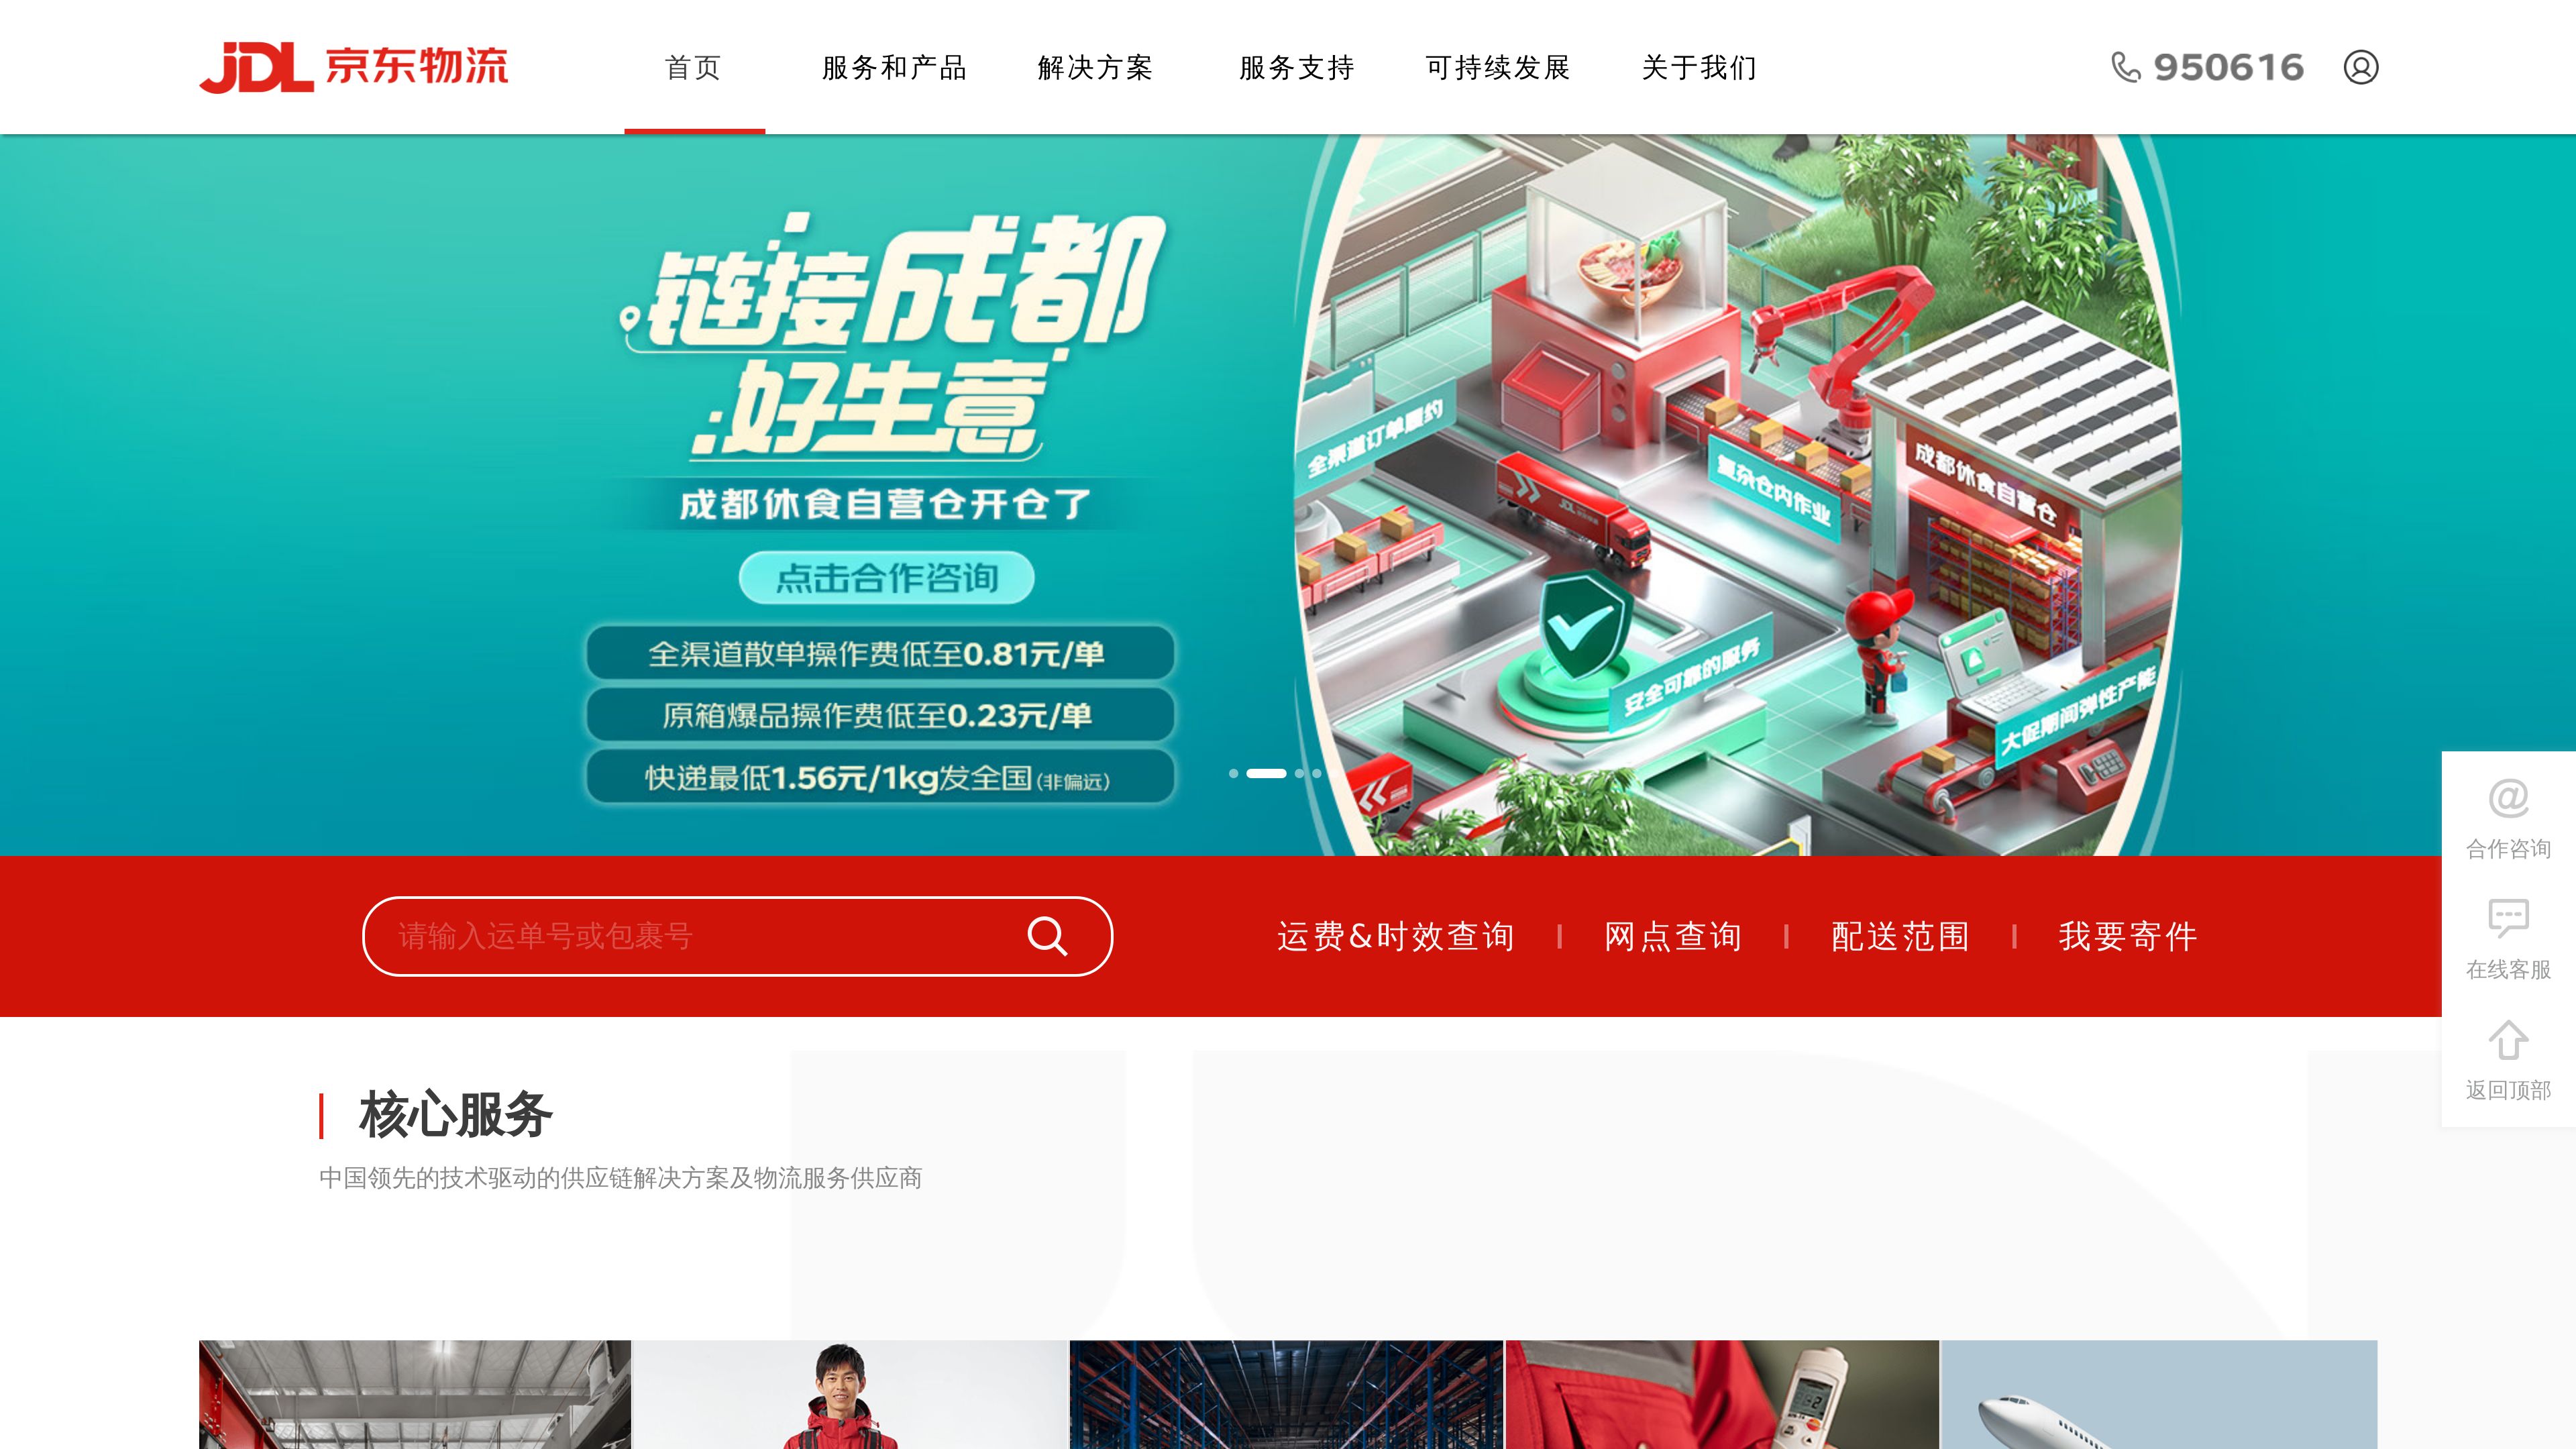 JDL 京东物流
首页
服务和产品
解决方案
服务支持
可持续发展
关于我们
950616
链接成都
好生意
成都休食自营仓开仓了
点击合作咨询
全渠道散单操作费低至0.81元/单
原箱爆品操作费低至0.23元/单
快递最低1.56元/1kg发全国(非偏远)
全渠道订单履约
复杂仓内作业
成都休食自营仓
安全可靠的服务
大促期间弹性产能
JDL
请输入运单号或包裹号
运费&时效查询
网点查询
配送范围
我要寄件
@
合作咨询
在线客服
返回顶部
核心服务
中国领先的技术驱动的供应链解决方案及物流服务供应商